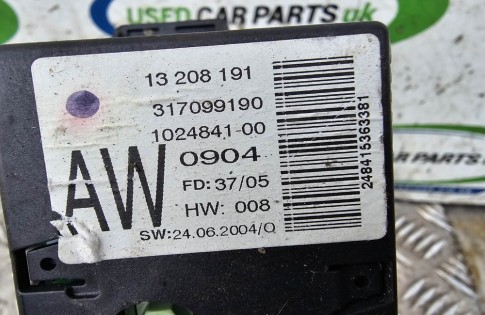 USED CAR PARTS uk
13 208 191
317099190
1024841-00
AW
0904
FD: 37/05
HW: 008
SW:24.06.2004/O
248415363381